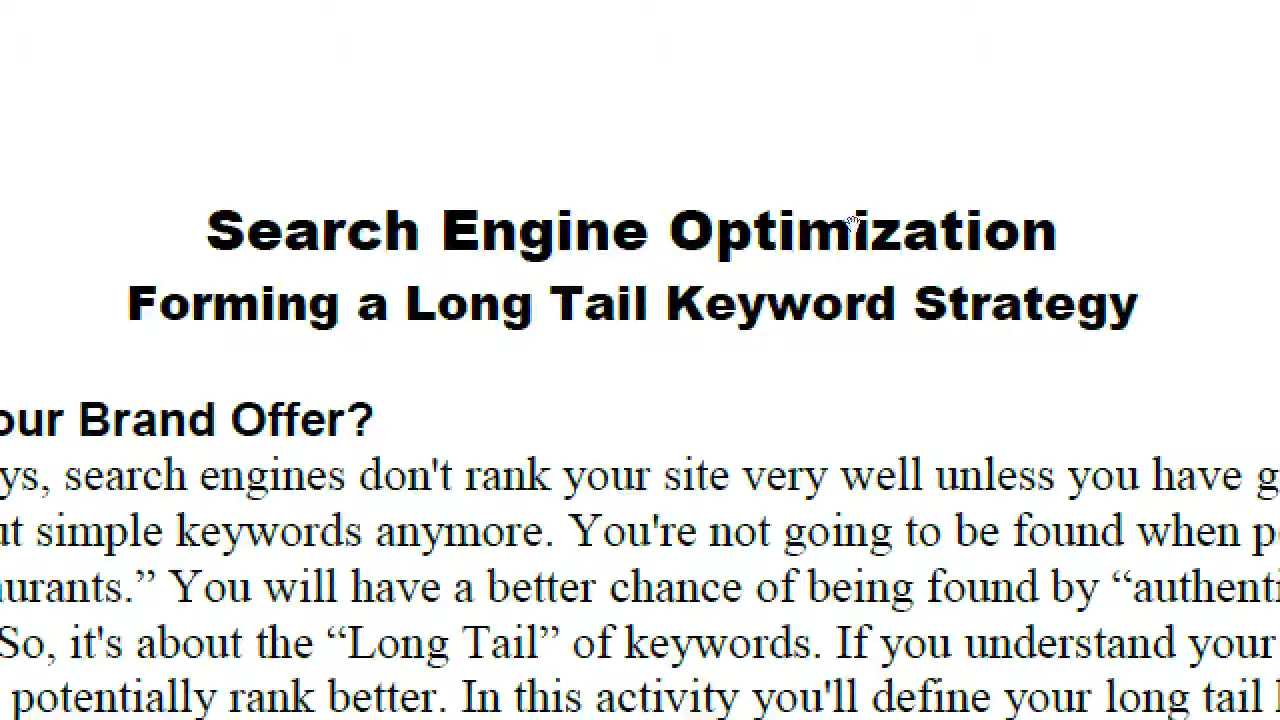 Search Engine Optimization
Forming a Long Tail Keyword Strategy
our Brand Offer?
ys, search engines don't rank your site very well unless you have g
ut simple keywords anymore. You're not going to be found when p
aurants.” You will have a better chance of being found by “authenti
So, it's about the “Long Tail” of keywords. If you understand your
potentially rank better. In this activity you'll define your long tail